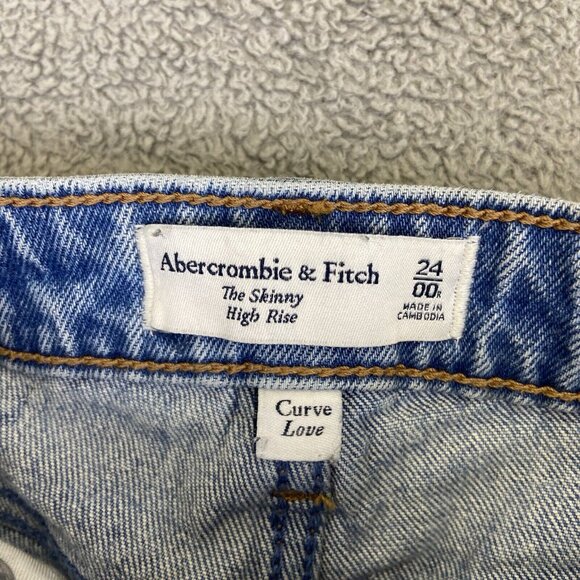 Abercrombie & Fitch
The Skinny
High Rise
24
00R
MADE IN
CAMBODIA
Curve
Love